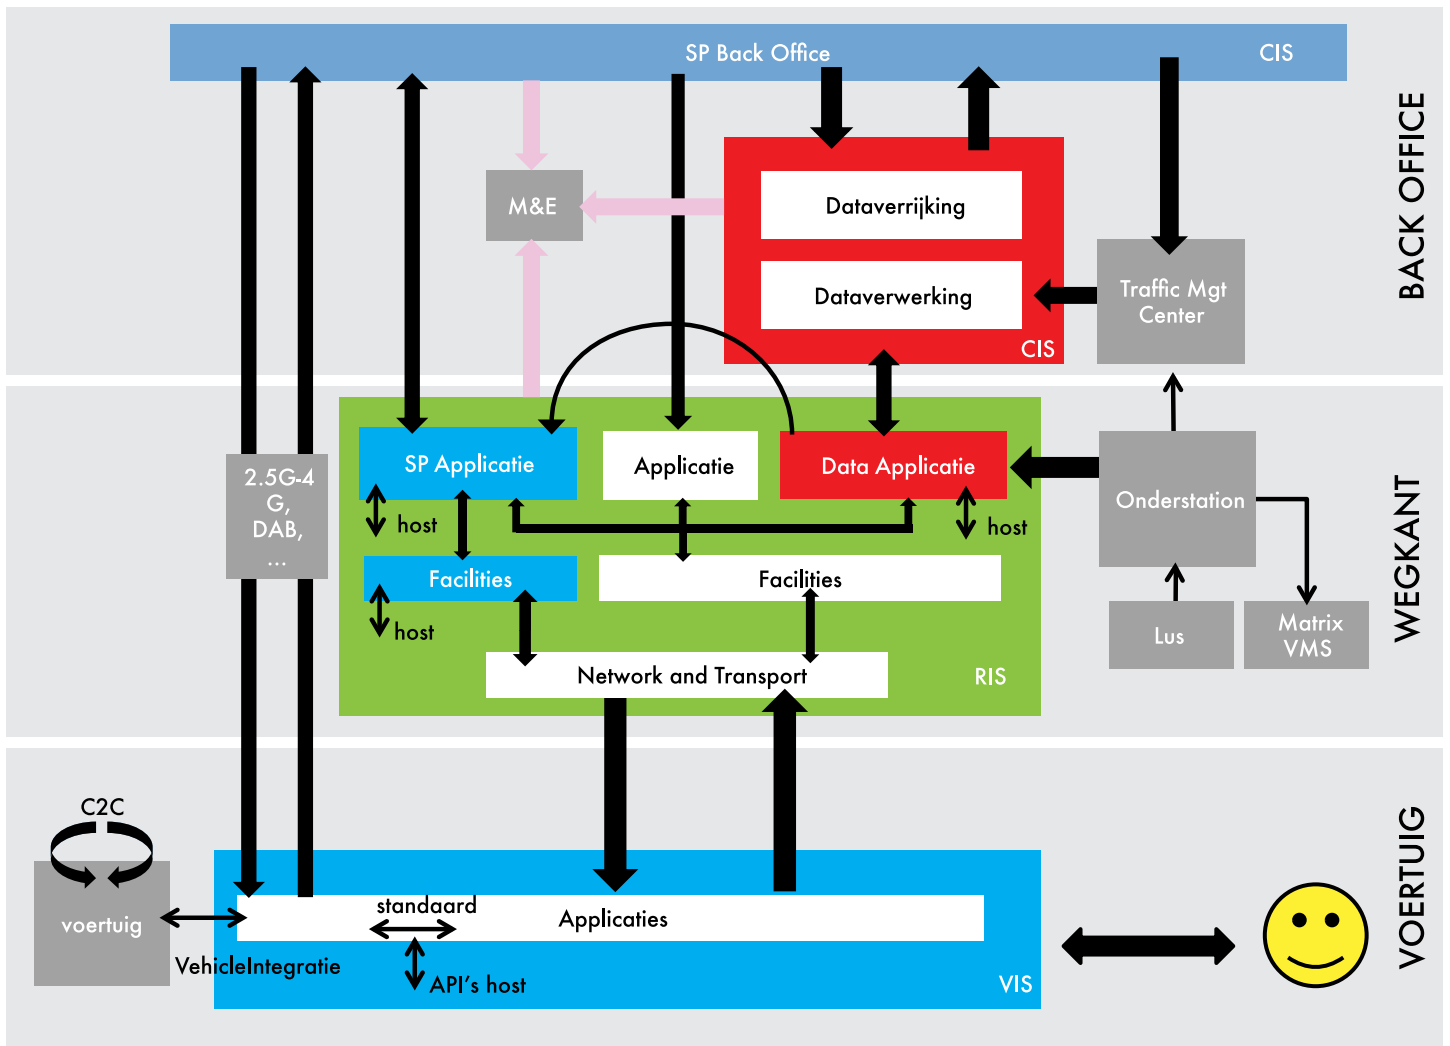 SP Back Office
CIS
BACK OFFICE
M&E
Dataverrijking
Dataverwerking
CIS
Traffic Mgt
Center
WEGKANT
2.5G-4
G,
DAB,
...
SP Applicatie
Applicatie
Data Applicatie
host
host
Onderstation
Facilities
Facilities
host
Lus
Matrix
VMS
Network and Transport
RIS
VOERTUIG
C2C
voertuig
standaard
Applicaties
VehicleIntegratie
API's host
VIS